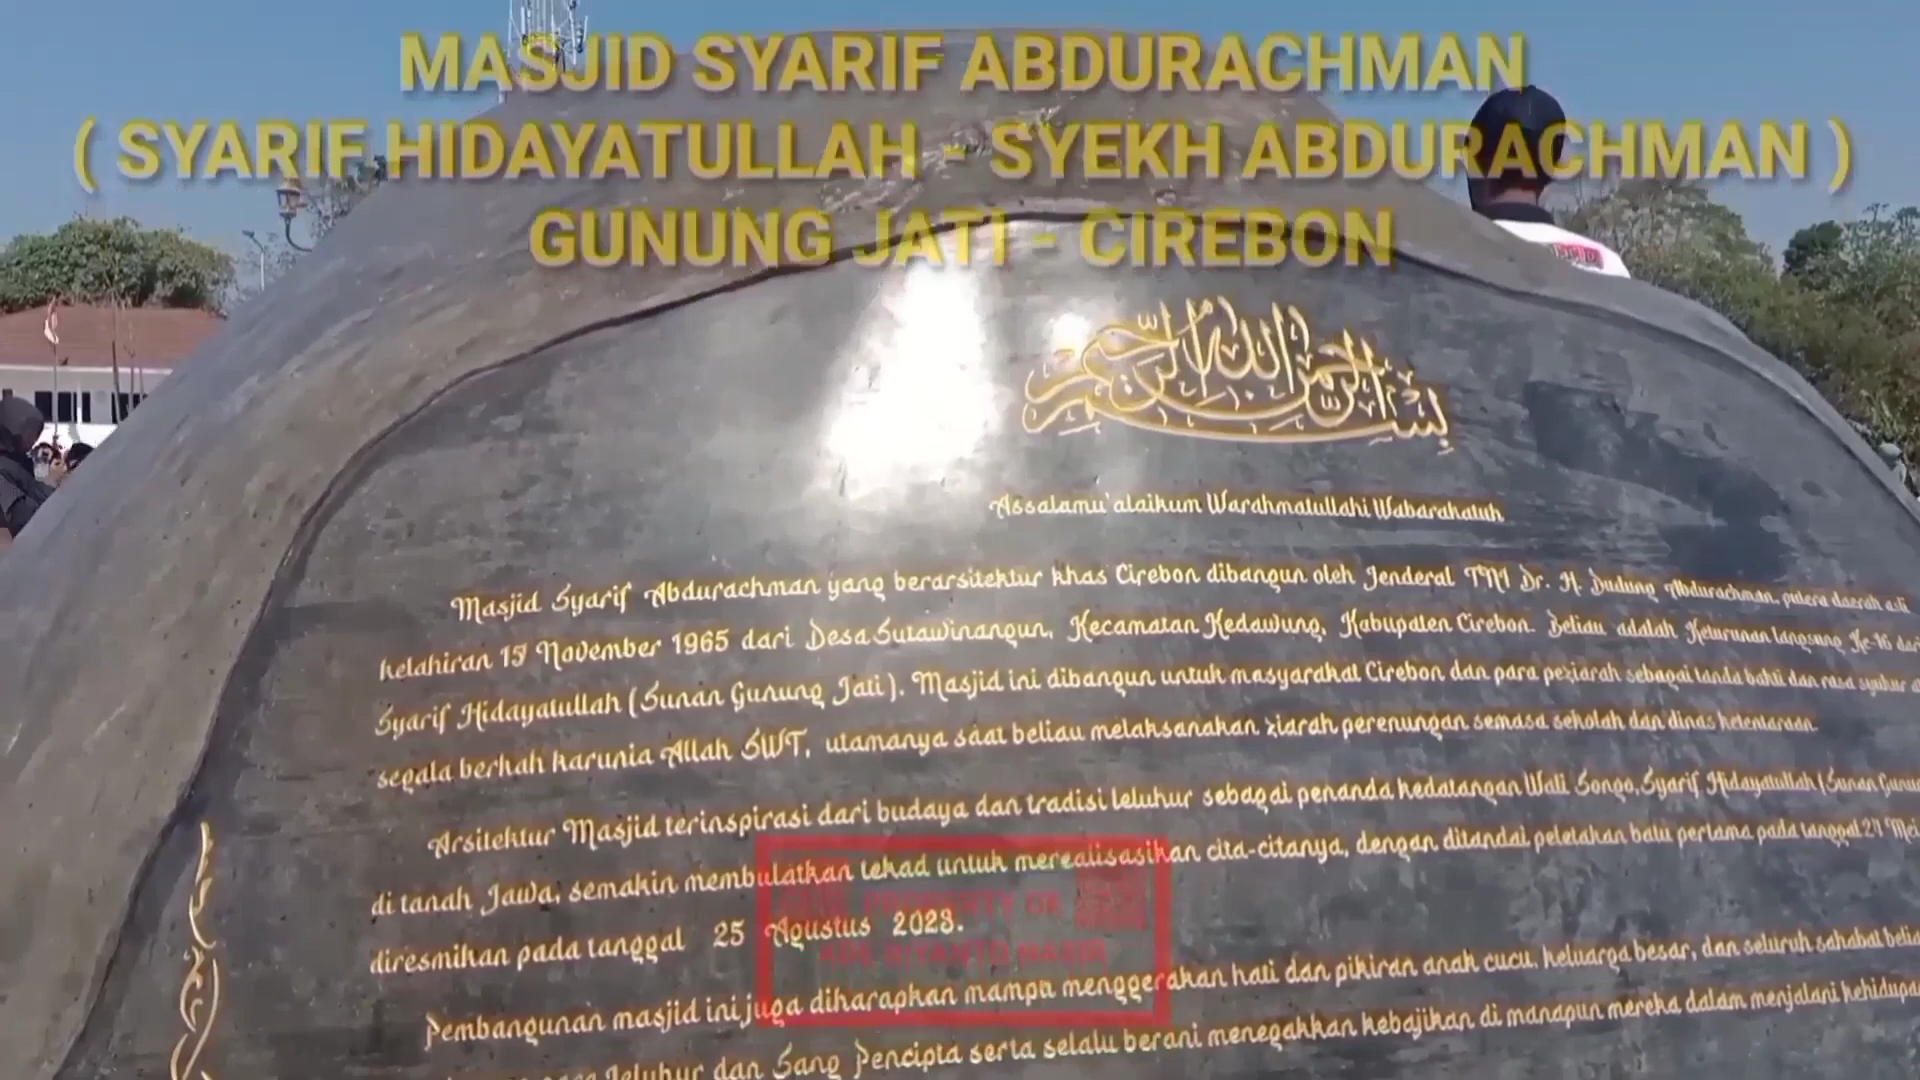 MASJID SYARIF ABDURACHMAN
( SYARIF HIDAYATULLAH - SYEKH ABDURACHMAN )
GUNUNG JATI - CIREBON
بسم الله الرحمن الرحيم
Assalamu'alaikum Warahmatullahi Wabarakatuh
Masjid Syarif Abdurachman yang berarsitektur khas Cirebon dibangun oleh Jenderal TNI Dr. H. Dudung Abdurachman, putera daerah asli
kelahiran 19 November 1965 dari Desa Sutawinangun, Kecamatan Kedawung, Kabupaten Cirebon. Beliau adalah Keturunan langsung Ke-16 dari
Syarif Hidayatullah (Sunan Gunung Jati). Masjid ini dibangun untuk masyarakat Cirebon dan para peziarah sebagai tanda bakti dan rasa syukur
segala berkah karunia Allah SWT, utamanya saat beliau melaksanakan ziarah perenungan semasa sekolah dan dinas ketentaraan.
Arsitektur Masjid terinspirasi dari budaya dan tradisi leluhur sebagai penanda kedatangan Wali Songo, Syarif Hidayatullah (Sunan
di tanah Jawa, semakin membulatkan tekad untuk merealisasikan cita-citanya, dengan ditandai peletakan batu pertama pada tanggal 27 Mei
diresmikan pada tanggal 25 Agustus 2023.
PROPERTY OF
ADE RIYANTO
Pembangunan masjid ini juga diharapkan mampu menggerakan hati dan pikiran anak cucu, keluarga besar, dan seluruh sahabat
leluhur dan Sang Pencipta serta selalu berani menegakkan kebajikan di manapun mereka dalam menjalani